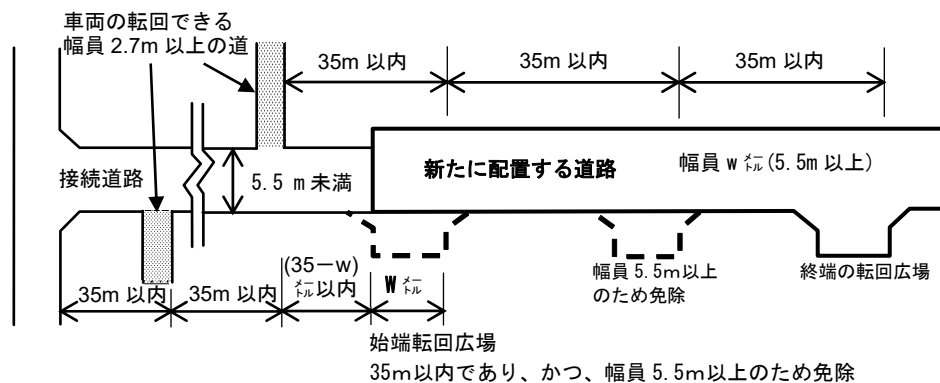 車両の転回できる
幅員 2.7m 以上の道
35m 以内
35m 以内
35m 以内
接続道路
5.5 m 未満
新たに配置する道路
幅員 w メートル (5.5m 以上)
(35－w)
メートル以内
W メートル
35m 以内
35m 以内
幅員 5.5m以上
のため免除
終端の転回広場
始端転回広場
35m以内であり、かつ、幅員 5.5m以上のため免除